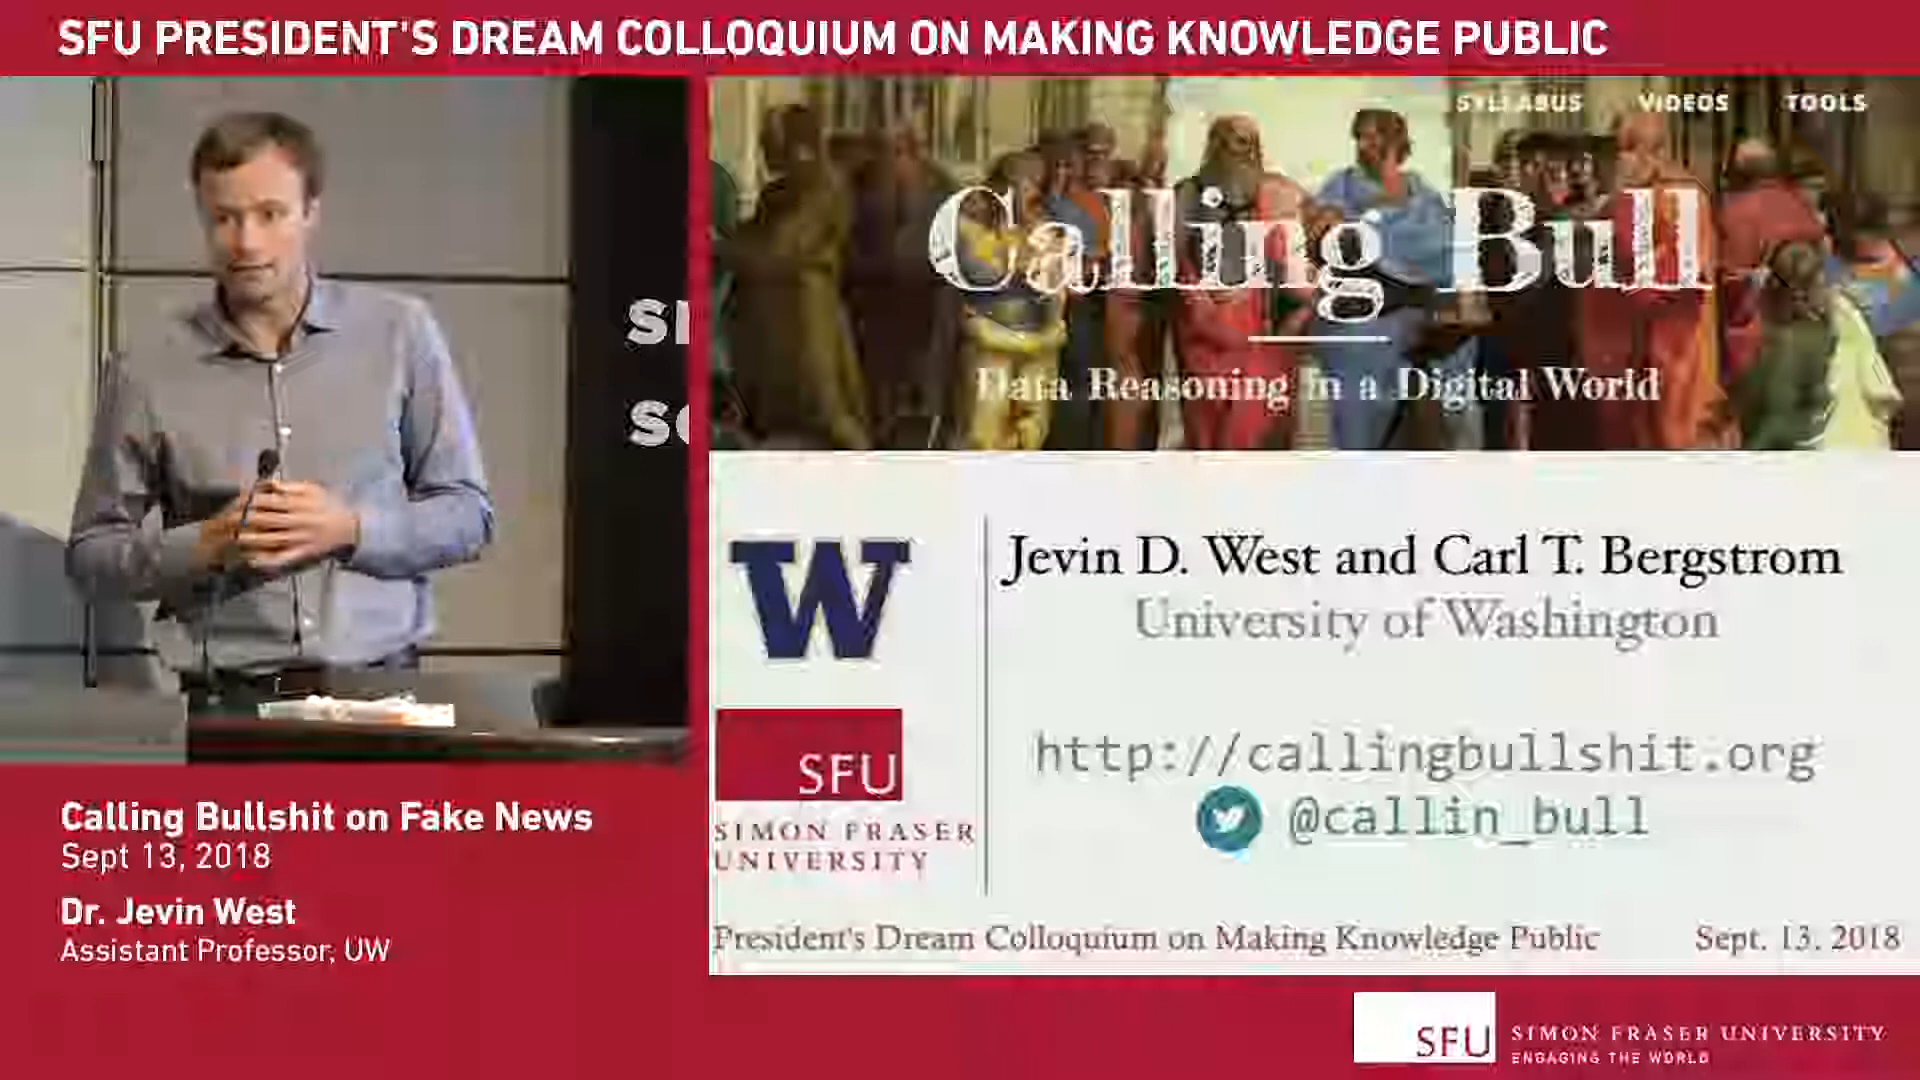 SFU PRESIDENT'S DREAM COLLOQUIUM ON MAKING KNOWLEDGE PUBLIC
SYLLABUS VIDEOS TOOLS
Calling Bull
Data Reasoning in a Digital World
Jevin D. West and Carl T. Bergstrom
University of Washington
W
http://callingbullshit.org
@callin_bull
SFU
SIMON FRASER
UNIVERSITY
President's Dream Colloquium on Making Knowledge Public Sept. 13, 2018
Calling Bullshit on Fake News
Sept 13, 2018
Dr. Jevin West
Assistant Professor, UW
SFU SIMON FRASER UNIVERSITY
ENGAGING THE WORLD